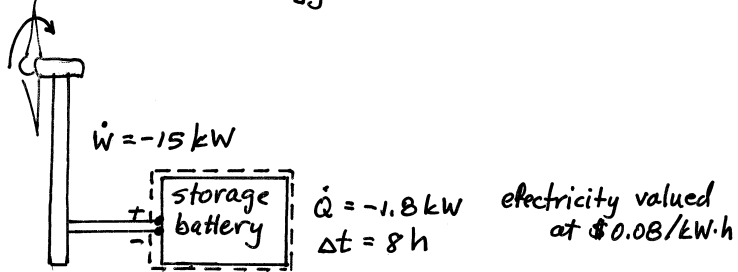 Ẇ = -15 kW
+
storage
battery
-
Q̇ = -1.8 kW
Δt = 8 h
electricity valued
at $0.08/kW·h